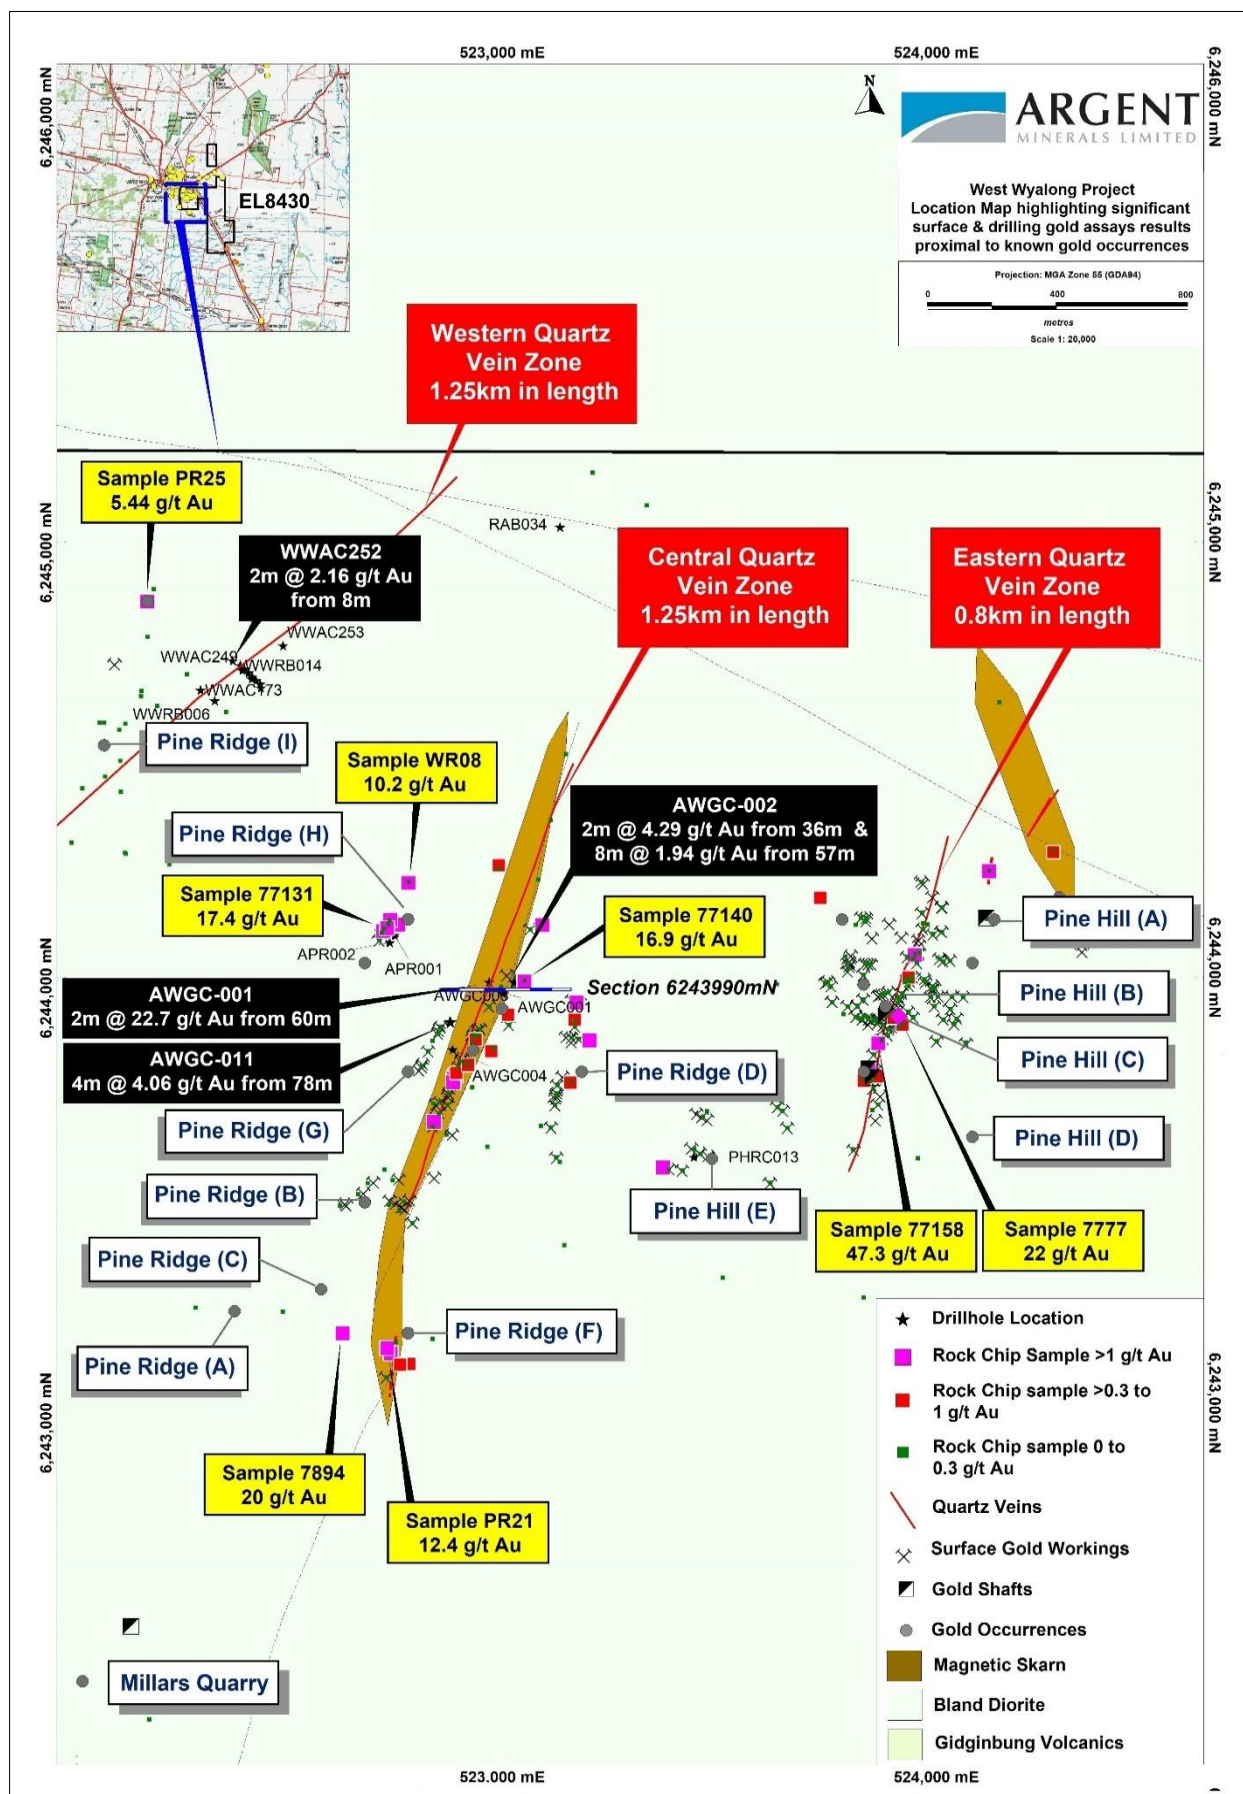 523,000 mE
524,000 mE
6,246,000 mN
6,246,000 mN
N
ARGENT
MINERALS LIMITED
West Wyalong Project
Location Map highlighting significant
surface & drilling gold assays results
proximal to known gold occurrences
Projection: MGA Zone 55 (GDA94)
0
400
800
metres
Scale 1: 20,000
EL8430
Western Quartz
Vein Zone
1.25km in length
Sample PR25
5.44 g/t Au
6,245,000 mN
6,245,000 mN
RAB034
WWAC252
2m @ 2.16 g/t Au
from 8m
Central Quartz
Vein Zone
1.25km in length
Eastern Quartz
Vein Zone
0.8km in length
WWAC253
WWAC249
WWRB014
WWAC173
WWRB006
Pine Ridge (I)
Sample WR08
10.2 g/t Au
AWGC-002
2m @ 4.29 g/t Au from 36m &
8m @ 1.94 g/t Au from 57m
Pine Ridge (H)
Sample 77131
17.4 g/t Au
Sample 77140
16.9 g/t Au
Pine Hill (A)
APR002
APR001
6,244,000 mN
6,244,000 mN
Section 6243990mN
AWGC-001
2m @ 22.7 g/t Au from 60m
AWGC003
AWGC001
Pine Hill (B)
AWGC-011
4m @ 4.06 g/t Au from 78m
AWGC004
Pine Ridge (D)
Pine Hill (C)
Pine Ridge (G)
Pine Hill (D)
PHRC013
Pine Ridge (B)
Pine Hill (E)
Sample 77158
47.3 g/t Au
Sample 7777
22 g/t Au
Pine Ridge (C)
Pine Ridge (F)
Pine Ridge (A)
6,243,000 mN
6,243,000 mN
Sample 7894
20 g/t Au
Sample PR21
12.4 g/t Au
Drillhole Location
Rock Chip Sample >1 g/t Au
Rock Chip sample >0.3 to
1 g/t Au
Rock Chip sample 0 to
0.3 g/t Au
Quartz Veins
Surface Gold Workings
Gold Shafts
Gold Occurrences
Magnetic Skarn
Bland Diorite
Gidginbung Volcanics
Millars Quarry
523.000 mE
524,000 mE